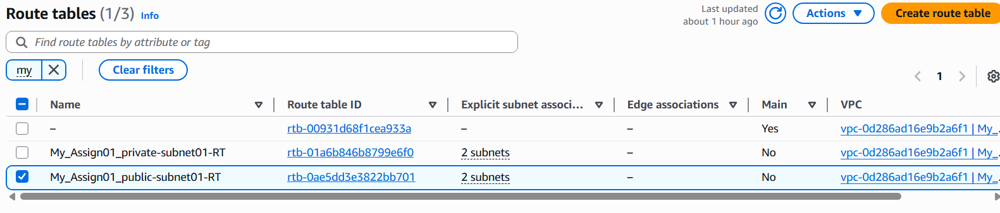 Route tables (1/3) Info
Last updated
about 1 hour ago
Actions
Create route table
Find route tables by attribute or tag
my
Clear filters
1
Name Route table ID Explicit subnet associ... Edge associations Main VPC
– rtb-00931d68f1cea933a – – Yes vpc-0d286ad16e9b2a6f1 | My_...
My_Assign01_private-subnet01-RT rtb-01a6b846b8799e6f0 2 subnets – No vpc-0d286ad16e9b2a6f1 | My_...
My_Assign01_public-subnet01-RT rtb-0ae5dd3e3822bb701 2 subnets – No vpc-0d286ad16e9b2a6f1 | My_...